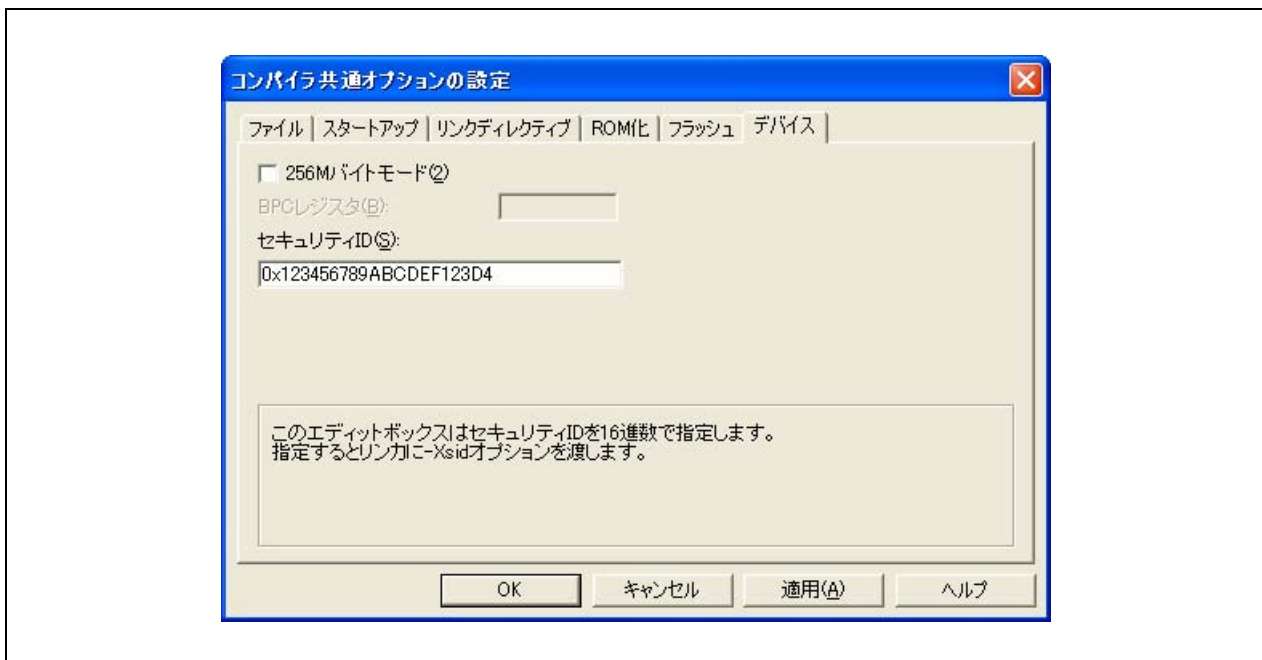 コンパイラ共通オプションの設定
ファイル スタートアップ リンクディレクティブ ROM化 フラッシュ デバイス
256Mバイトモード(2)
BPCレジスタ(B):
セキュリティID(S):
0x123456789ABCDEF123D4
このエディットボックスはセキュリティIDを16進数で指定します。
指定するとリンカに-Xsidオプションを渡します。
OK キャンセル 適用(A) ヘルプ